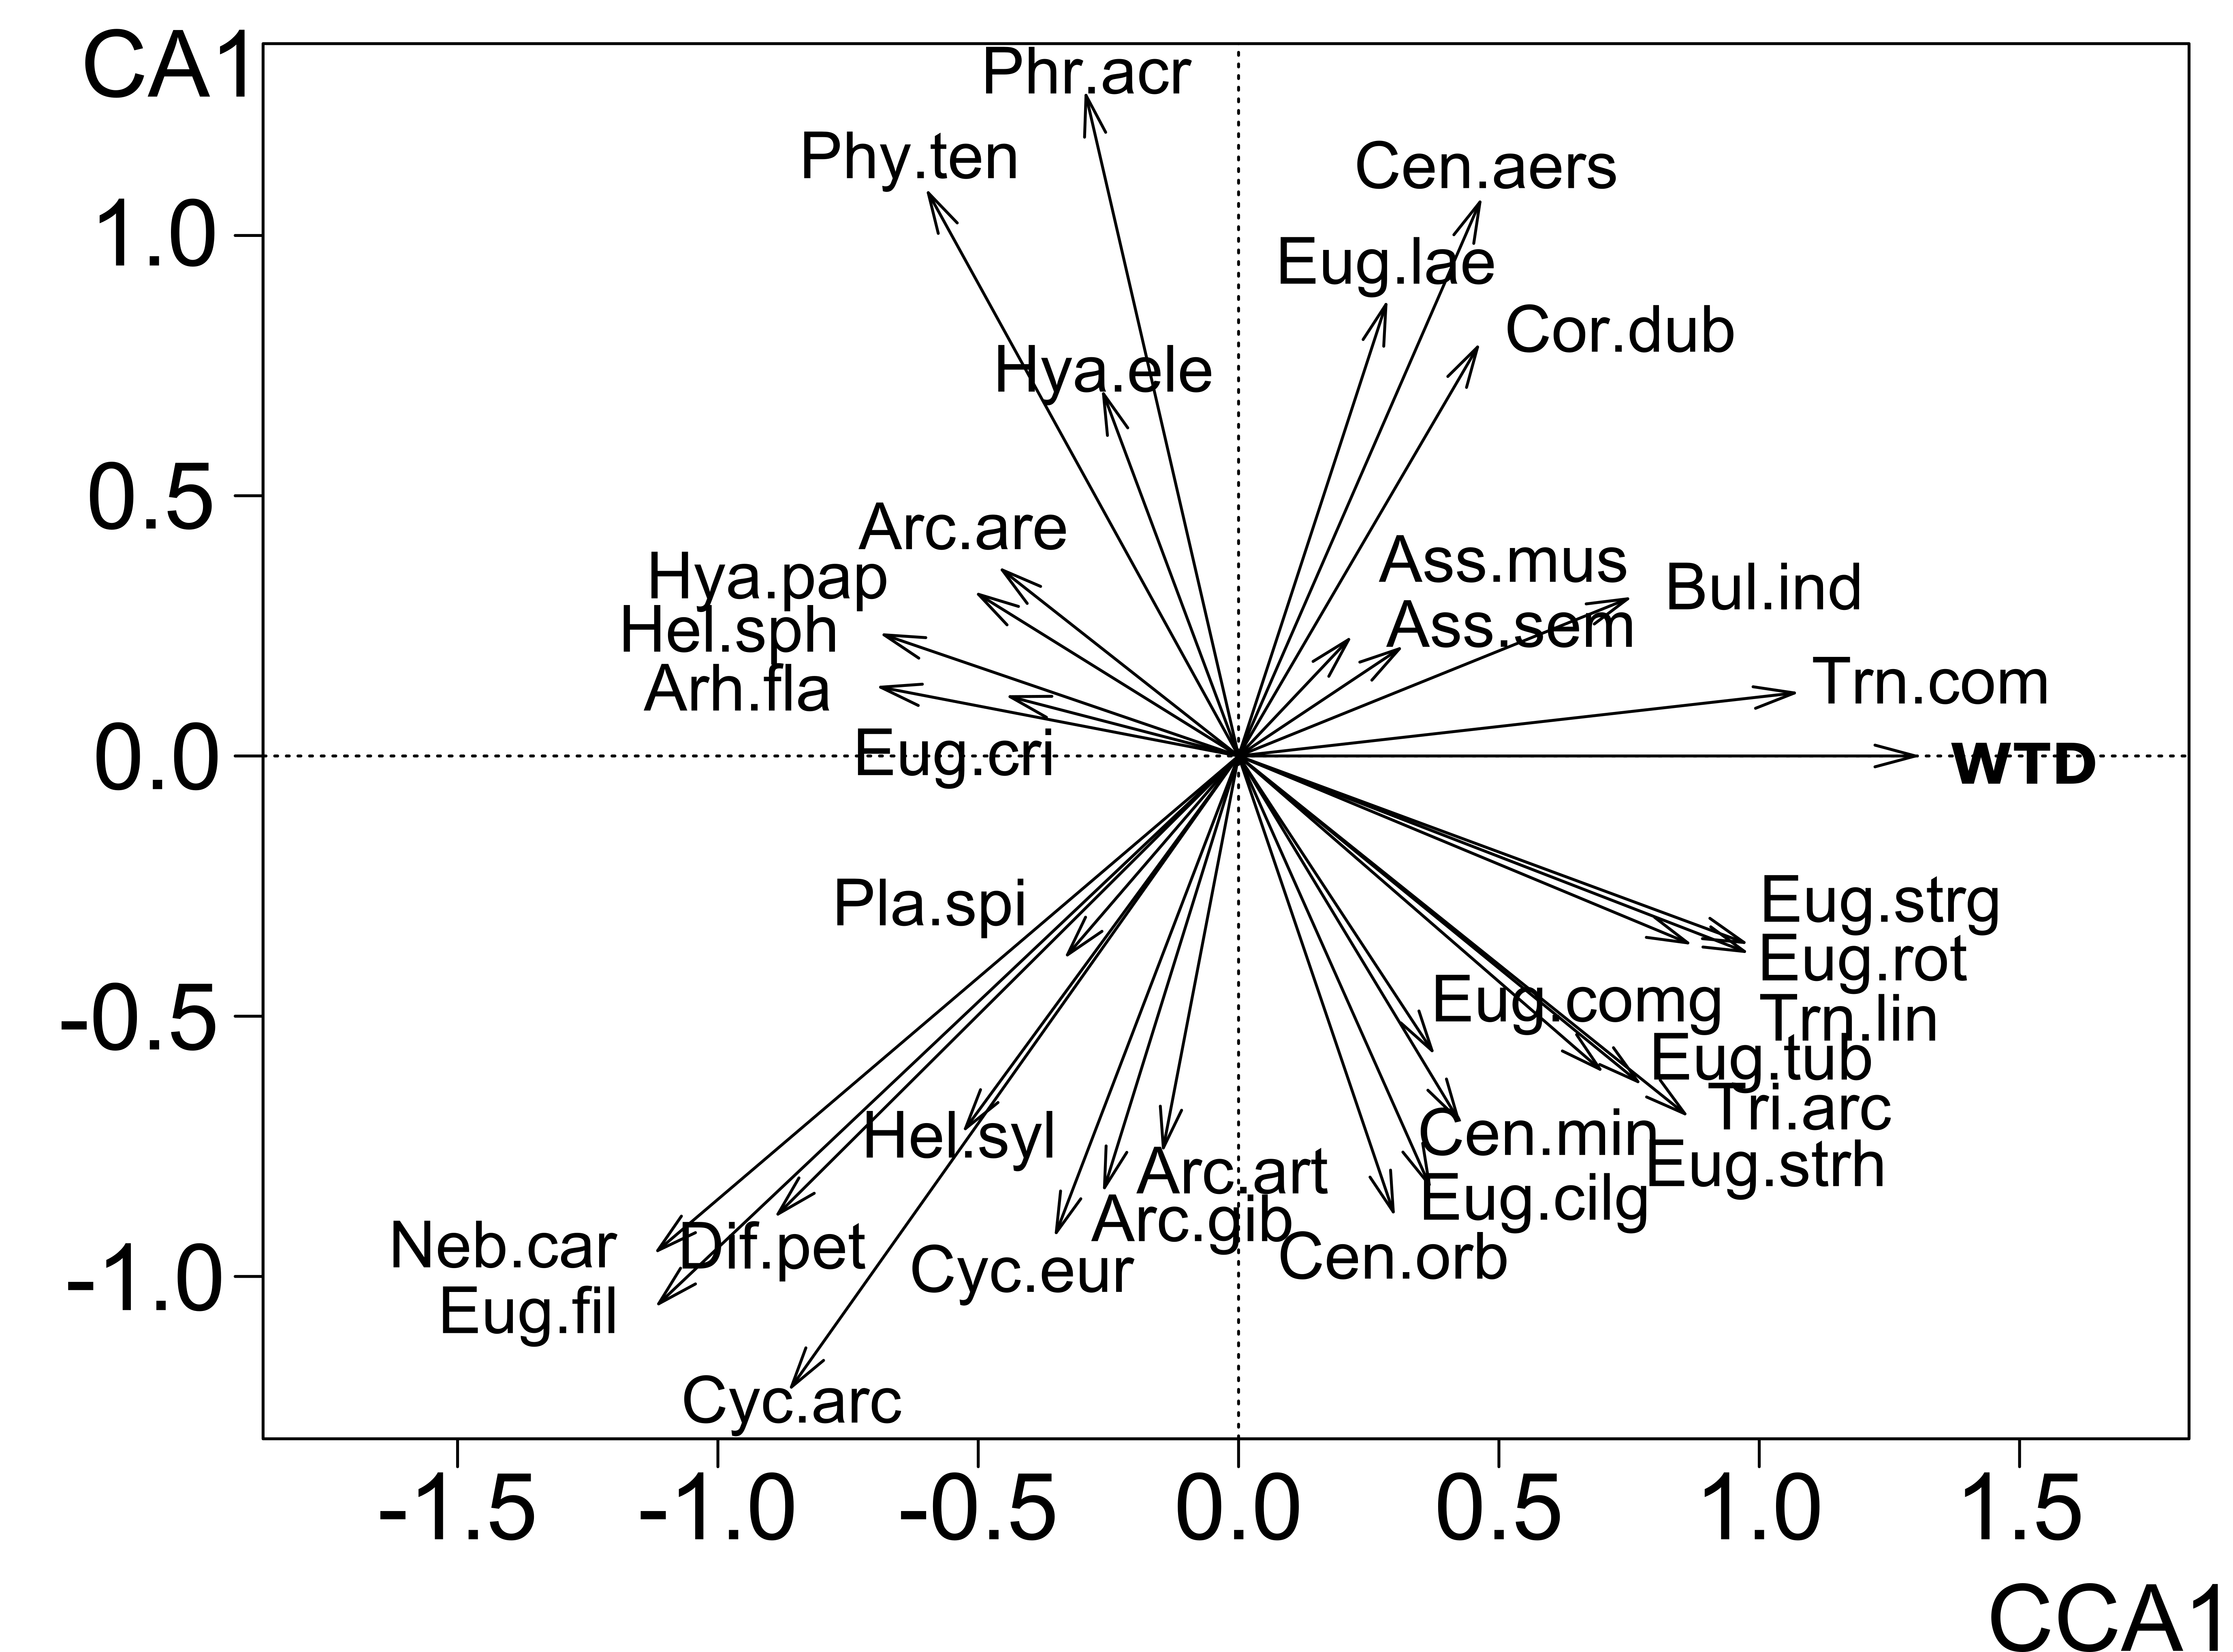 CA1
Phr.acr
Phy.ten
Cen.aers
1.0
Eug.lae
Cor.dub
Hya.ele
0.5
Arc.are
Ass.mus
Hya.pap
Bul.ind
Hel.sph
Ass.sem
Arh.fla
Trn.com
0.0
Eug.cri
WTD
Pla.spi
Eug.strg
Eug.rot
-0.5
Eug.comg
Trn.lin
Eug.tub
Tri.arc
Hel.syl
Cen.min
Arc.art
Eug.strh
Eug.cilg
Arc.gib
Neb.car
Dif.pet
Cen.orb
-1.0
Cyc.eur
Eug.fil
Cyc.arc
-1.5 -1.0 -0.5 0.0 0.5 1.0 1.5
CCA1